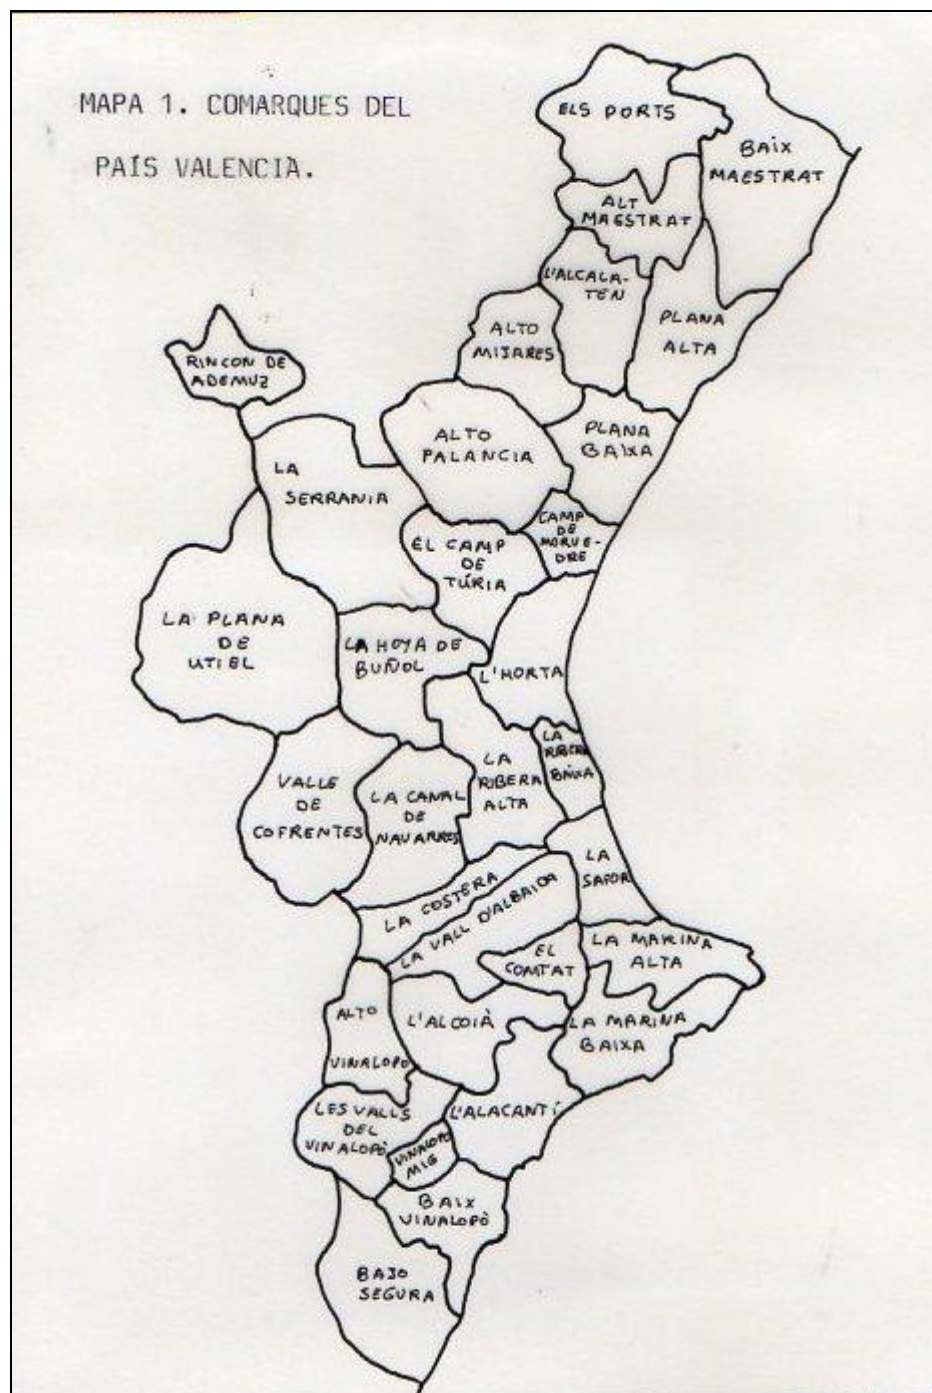 MAPA 1. COMARQUES DEL
PAÍS VALENCIÀ.
ELS PORTS
BAIX
MAESTRAT
ALT
MAESTRAT
L'ALCALA-
TEN
PLANA
ALTA
ALTO
MIJARES
RINCON DE
ADEMUZ
PLANA
BAIXA
ALTO
PALANCIA
LA
SERRANIA
CAMP
DE
MORVE-
DRE
EL CAMP
DE
TÚRIA
LA PLANA
DE
UTIEL
LA HOYA DE
BUÑOL
L'HORTA
LA
RIBERA
BAIXA
LA
RIBERA
ALTA
VALLE
DE
COFRENTES
LA CANAL
DE
NAVARRES
LA
SAFOR
LA COSTERA
LA VALL D'ALBAIDA
EL
COMTAT
LA MARINA
ALTA
ALTO
VINALOPO
L'ALCOIÀ
LA MARINA
BAIXA
LES VALLS
DEL
VINALOPÒ
L'ALACANTÍ
VINALOPO
MIG
BAIX
VINALOPÒ
BAJO
SEGURA